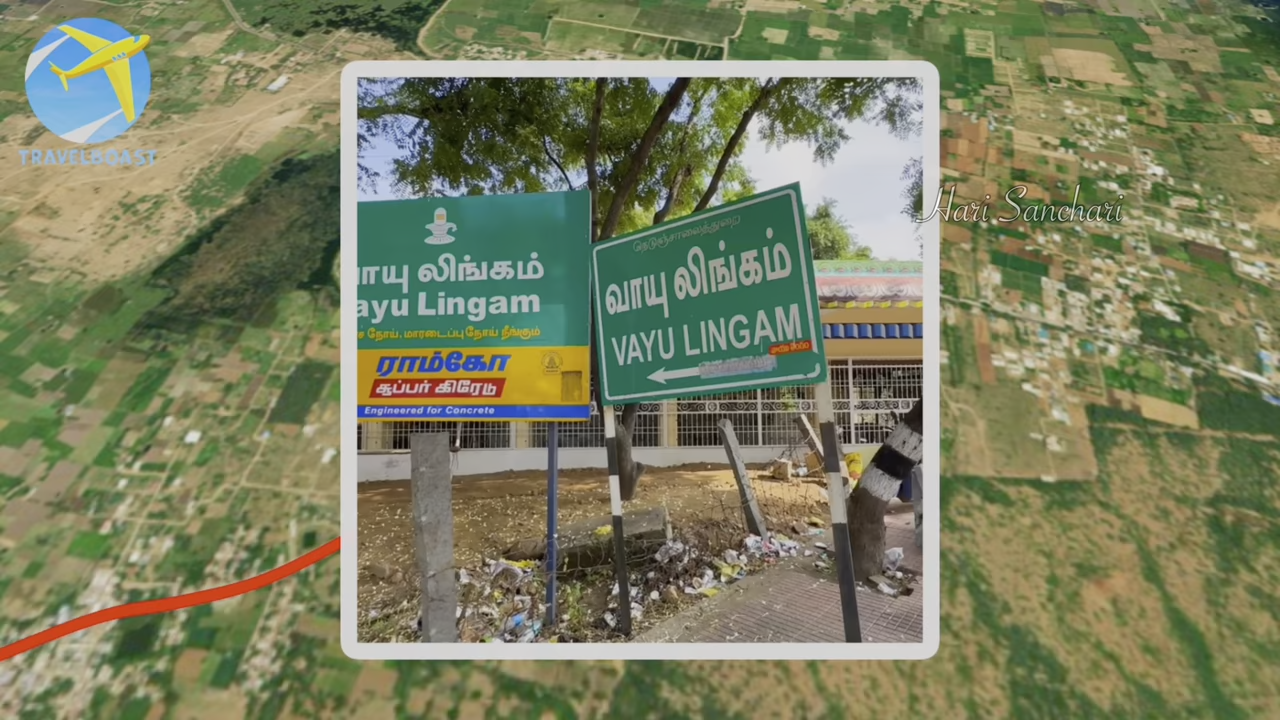 TRAVELBOAST
Hari Sanchari
வாயு லிங்கம்
Vayu Lingam
நோய், மாரடைப்பு நோய் நீங்கும்
ராம்கோ
சூப்பர் கிரேடு
Engineered for Concrete
நெடுஞ்சாலைத்துறை
வாயு லிங்கம்
VAYU LINGAM